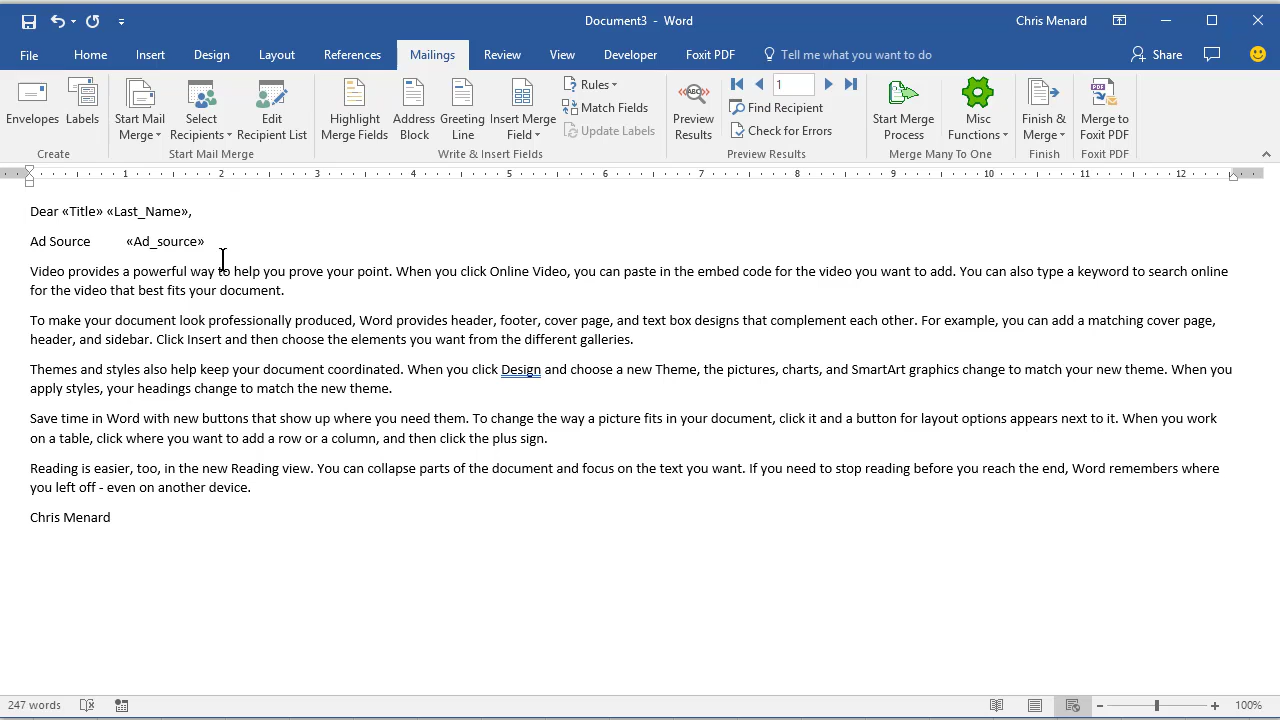 Document3 - Word
Chris Menard
File Home Insert Design Layout References Mailings Review View Developer Foxit PDF Tell me what you want to do Share
Envelopes Labels Start Mail Merge Select Recipients Edit Recipient List Highlight Merge Fields Address Block Greeting Line Insert Merge Field Rules Match Fields Update Labels Preview Results 1 Find Recipient Check for Errors Start Merge Process Misc Functions Finish & Merge Merge to Foxit PDF
Create Start Mail Merge Write & Insert Fields Preview Results Merge Many To One Finish Foxit PDF
1 2 3 4 5 6 7 8 9 10 11 12
Dear «Title» «Last_Name»,
Ad Source «Ad_source»
Video provides a powerful way to help you prove your point. When you click Online Video, you can paste in the embed code for the video you want to add. You can also type a keyword to search online
for the video that best fits your document.
To make your document look professionally produced, Word provides header, footer, cover page, and text box designs that complement each other. For example, you can add a matching cover page,
header, and sidebar. Click Insert and then choose the elements you want from the different galleries.
Themes and styles also help keep your document coordinated. When you click Design and choose a new Theme, the pictures, charts, and SmartArt graphics change to match your new theme. When you
apply styles, your headings change to match the new theme.
Save time in Word with new buttons that show up where you need them. To change the way a picture fits in your document, click it and a button for layout options appears next to it. When you work
on a table, click where you want to add a row or a column, and then click the plus sign.
Reading is easier, too, in the new Reading view. You can collapse parts of the document and focus on the text you want. If you need to stop reading before you reach the end, Word remembers where
you left off - even on another device.
Chris Menard
247 words 100%